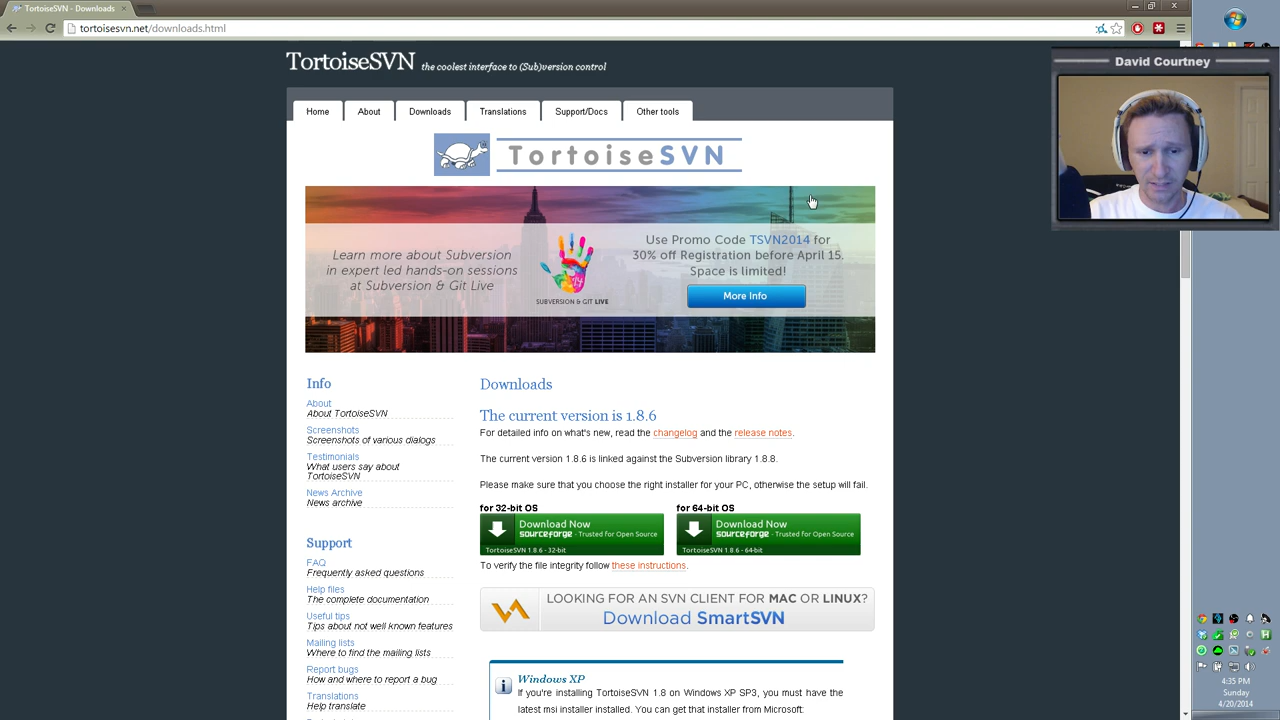 TortoiseSVN - Downloads
tortoisesvn.net/downloads.html
David Courtney
TortoiseSVN the coolest interface to (Sub)version control
Home About Downloads Translations Support/Docs Other tools
TortoiseSVN
Learn more about Subversion
in expert led hands-on sessions
at Subversion & Git Live
SUBVERSION & GIT LIVE
Use Promo Code TSVN2014 for
30% off Registration before April 15.
Space is limited!
More Info
Info
About
About TortoiseSVN
Screenshots
Screenshots of various dialogs
Testimonials
What users say about
TortoiseSVN
News Archive
News archive
Support
FAQ
Frequently asked questions
Help files
The complete documentation
Useful tips
Tips about not well known features
Mailing lists
Where to find the mailing lists
Report bugs
How and where to report a bug
Translations
Help translate
Downloads
The current version is 1.8.6
For detailed info on what's new, read the changelog and the release notes.
The current version 1.8.6 is linked against the Subversion library 1.8.8.
Please make sure that you choose the right installer for your PC, otherwise the setup will fail.
for 32-bit OS
Download Now
sourceforge - Trusted for Open Source
TortoiseSVN 1.8.6 - 32-bit
for 64-bit OS
Download Now
sourceforge - Trusted for Open Source
TortoiseSVN 1.8.6 - 64-bit
To verify the file integrity follow these instructions.
LOOKING FOR AN SVN CLIENT FOR MAC OR LINUX?
Download SmartSVN
Windows XP
If you're installing TortoiseSVN 1.8 on Windows XP SP3, you must have the
latest msi installer installed. You can get that installer from Microsoft:
4:35 PM
Sunday
4/20/2014